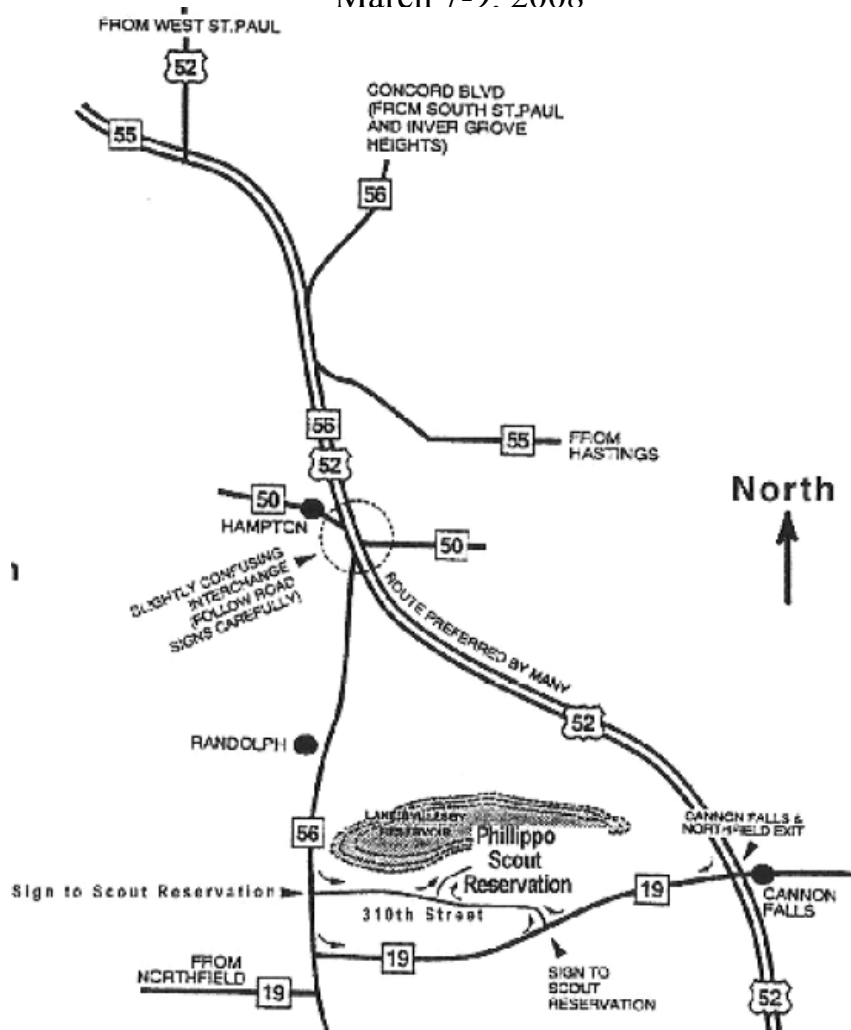 March 7-9, 2008
FROM WEST ST.PAUL
52
55
CONCORD BLVD
(FROM SOUTH ST.PAUL
AND INVER GROVE
HEIGHTS)
56
56
52
55
FROM
HASTINGS
North
50
HAMPTON
50
SLIGHTLY CONFUSING
INTERCHANGE
(FOLLOW ROAD
SIGNS CAREFULLY)
ROUTE PREFERRED BY MANY
52
RANDOLPH
56
RESERVOIR
Phillippo
Scout
Reservation
CANNON FALLS &
NORTHFIELD EXIT
Sign to Scout Reservation
310th Street
19
CANNON
FALLS
19
FROM
NORTHFIELD
19
SIGN TO
SCOUT
RESERVATION
52